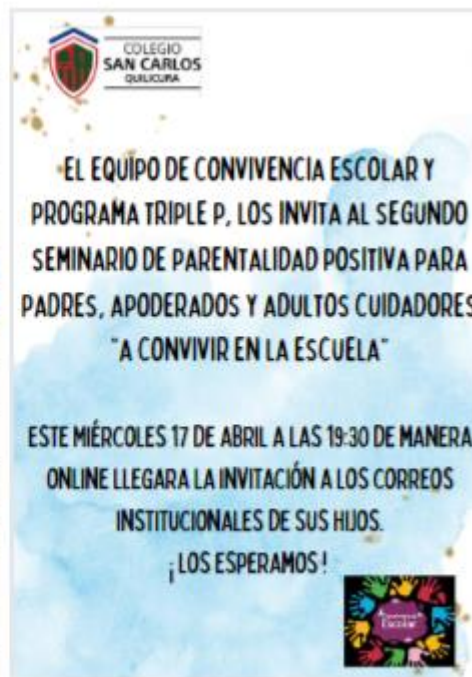 COLEGIO
SAN CARLOS
QUILICURA
EL EQUIPO DE CONVIVENCIA ESCOLAR Y
PROGRAMA TRIPLE P, LOS INVITA AL SEGUNDO
SEMINARIO DE PARENTALIDAD POSITIVA PARA
PADRES, APODERADOS Y ADULTOS CUIDADORES
"A CONVIVIR EN LA ESCUELA"
ESTE MIÉRCOLES 17 DE ABRIL A LAS 19:30 DE MANERA
ONLINE LLEGARA LA INVITACIÓN A LOS CORREOS
INSTITUCIONALES DE SUS HIJOS.
¡LOS ESPERAMOS!
Escolar